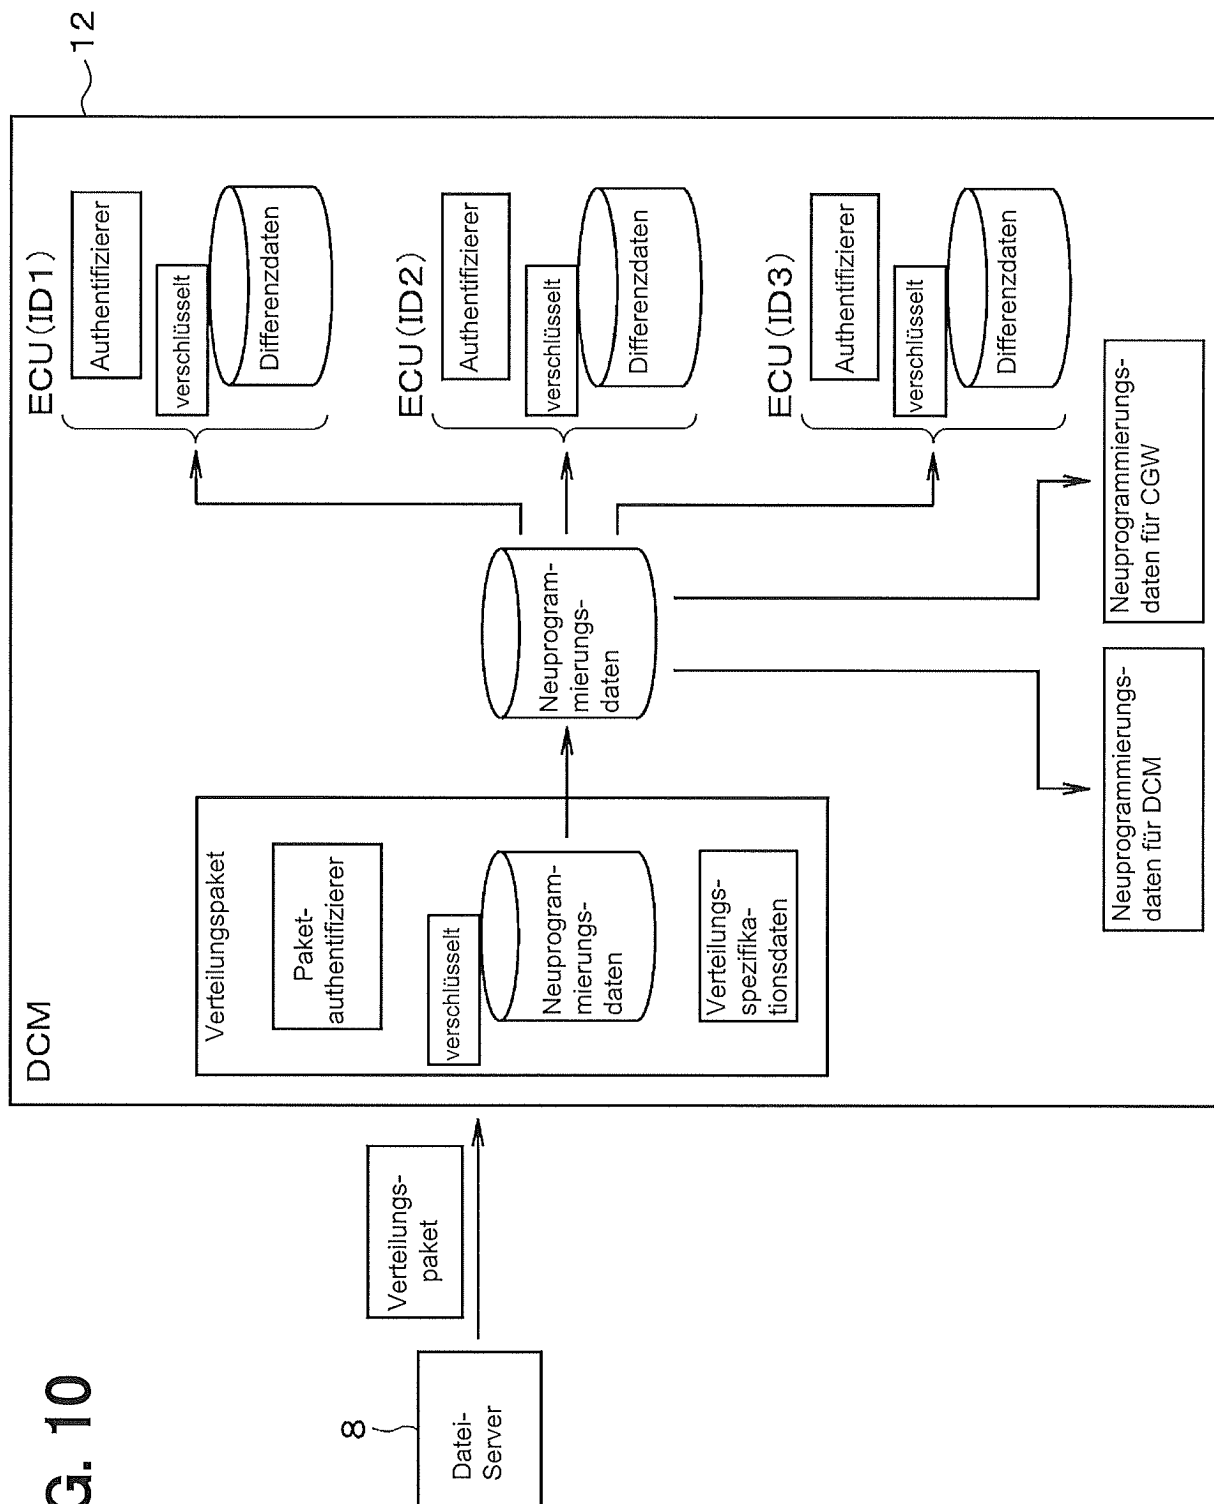 G. 10
8
Datei-
Server
Verteilungs-
paket
12
DCM
Verteilungspaket
Paket-
authentifizierer
verschlüsselt
Neuprogram-
mierungs-
daten
Verteilungs-
spezifika-
tionsdaten
Neuprogram-
mierungs-
daten
ECU(ID1)
Authentifizierer
verschlüsselt
Differenzdaten
ECU(ID2)
Authentifizierer
verschlüsselt
Differenzdaten
ECU(ID3)
Authentifizierer
verschlüsselt
Differenzdaten
Neuprogrammierungs-
daten für DCM
Neuprogrammierungs-
daten für CGW